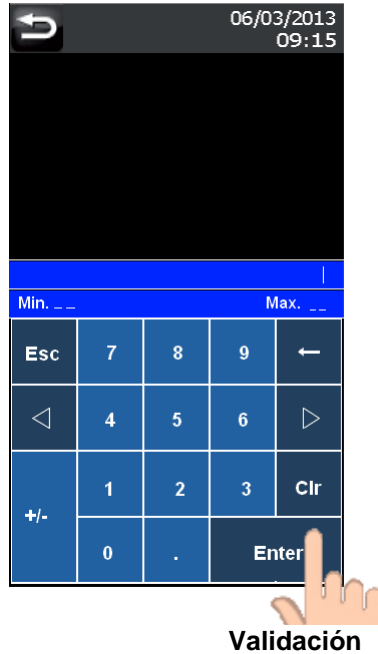 06/03/2013
09:15
Min. _ _ Max. _ _
Esc 7 8 9 ←
◁ 4 5 6 ▷
+/- 1 2 3 Clr
0 . Enter
Validación